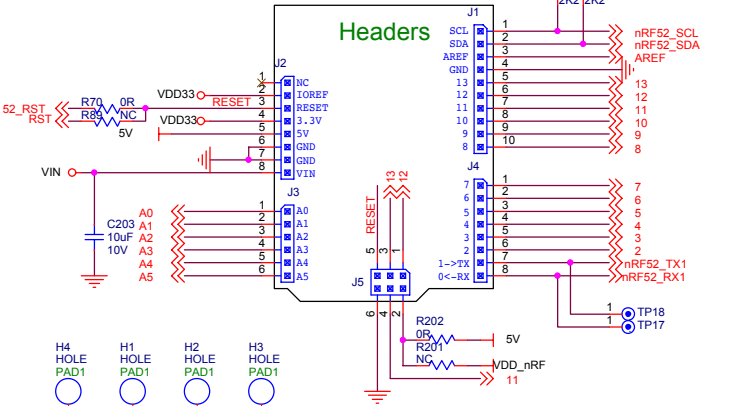 2K2 2K2
Headers
J1
SCL 1 nRF52_SCL
SDA 2 nRF52_SDA
AREF 3 AREF
GND 4
13 5 13
12 6 12
11 7 11
10 8 10
9 9 9
8 10 8
J2
1 NC
VDD33 2 IOREF
52_RST R70 0R RESET 3 RESET
RST R89 NC VDD33 4 3.3V
5V 5 5V
6 GND
7 GND
VIN 8 VIN
J3
A0 1 A0
A1 2 A1
A2 3 A2
A3 4 A3
A4 5 A4
A5 6 A5
C203
10uF
10V
J4
7 1 7
6 2 6
5 3 5
4 4 4
3 5 3
2 6 2
1->TX 7 nRF52_TX1
0<-RX 8 nRF52_RX1
1 TP18
1 TP17
RESET 13 12
5 3 1
J5
6 4 2
R202
0R 5V
R201
NC VDD_nRF
11
H4 H1 H2 H3
HOLE HOLE HOLE HOLE
PAD1 PAD1 PAD1 PAD1